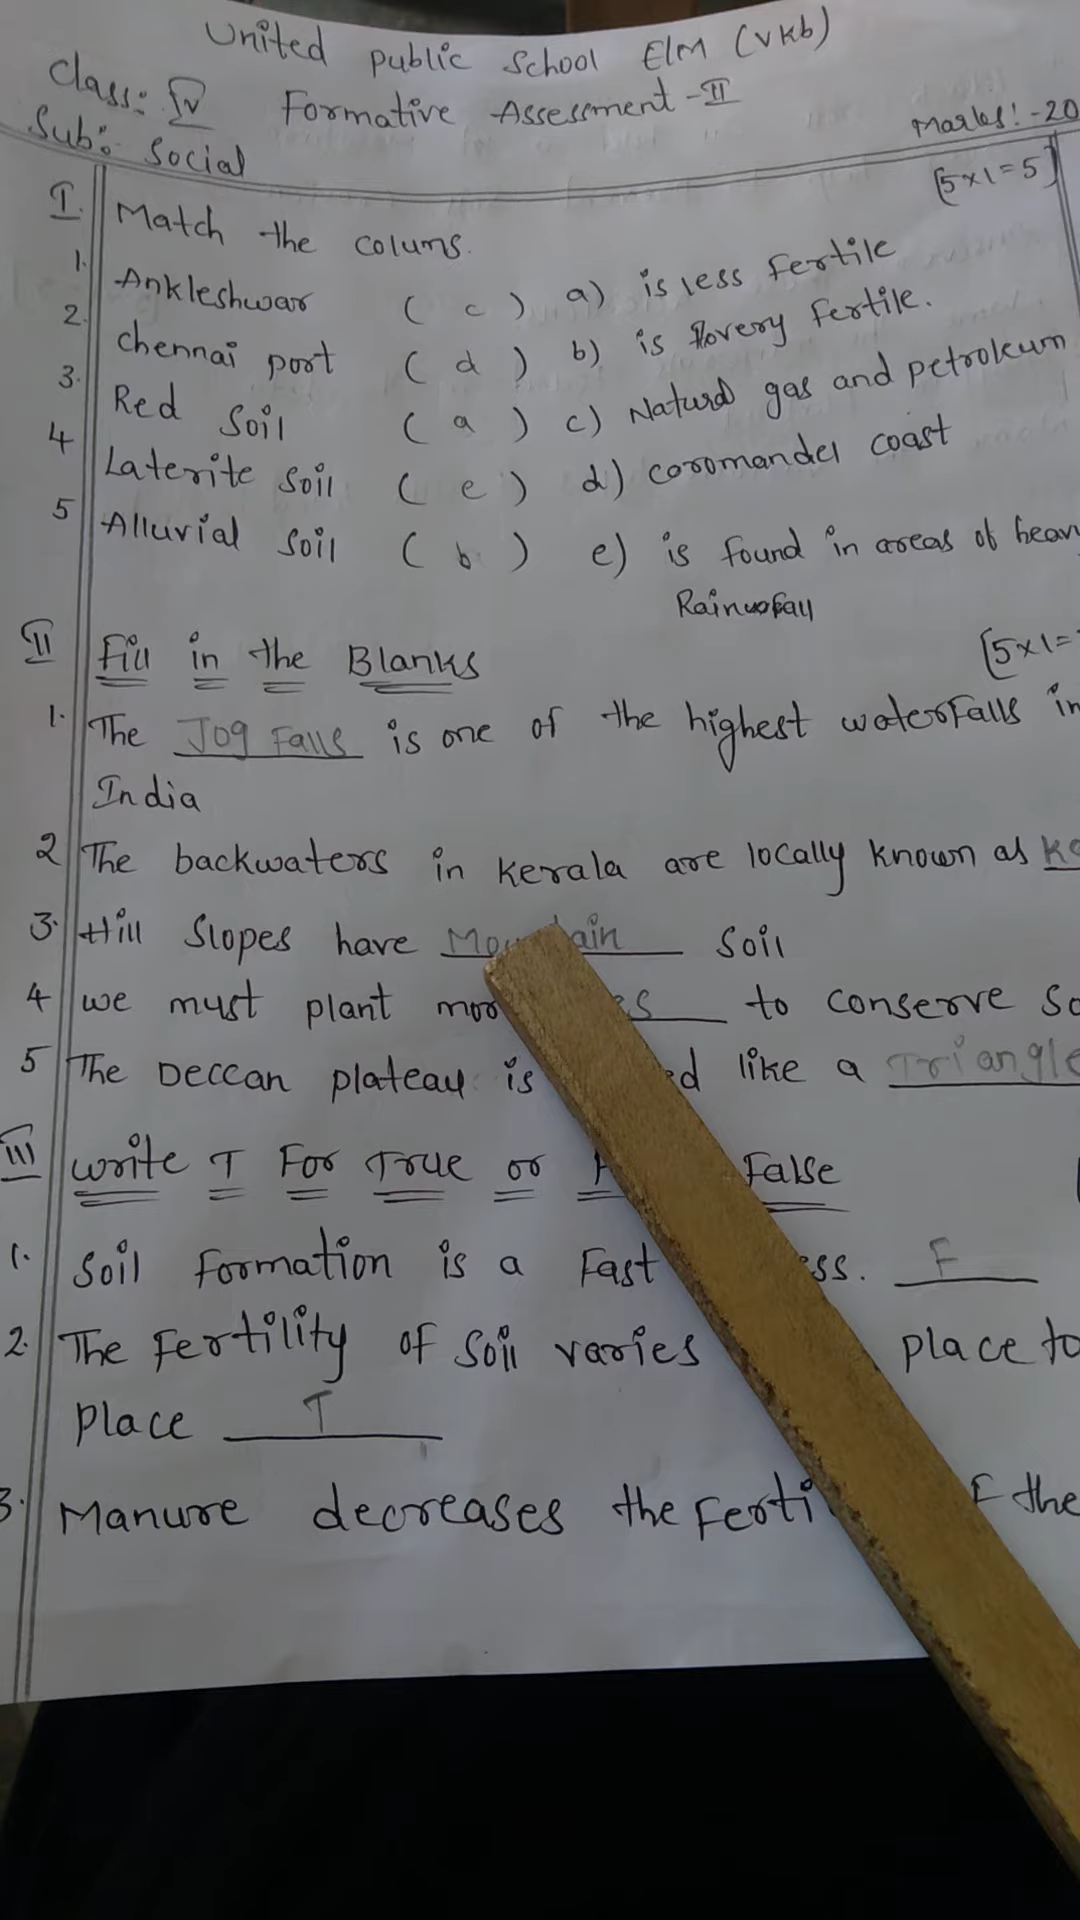 United public School Elm (VKb)
Class: IV Formative Assessment - II
Sub: Social Marks! -20
I. Match the colums. [5x1=5]
1. Ankleshwar ( c ) a) is less Fertile
2. Chennai port ( d ) b) is very Fertile.
3. Red Soil ( a ) c) Natural gas and petroleum
4 Laterite Soil ( e ) d) coromandel coast
5 Alluvial Soil ( b ) e) is found in areas of
II Fill in the Blanks [5x1=
1. The Jog Falls is one of the highest waterfalls in
India
2 The backwaters in Kerala are locally known as
3. Hill Slopes have Soil
4 we must plant to conserve
5 The Deccan plateau is like a Triangle
III write T For True or False
1. Soil Formation is a Fast F
2. The Fertility of Soil varies place to
place T
3. Manure decreases the the